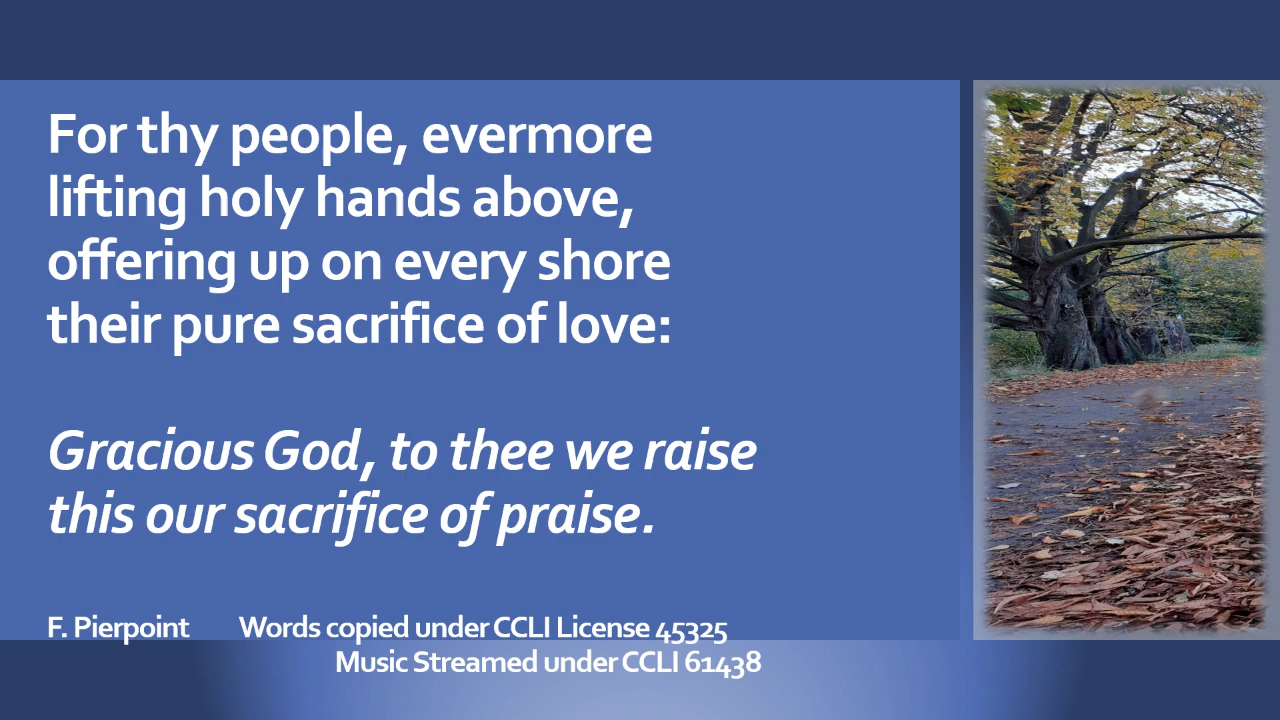 For thy people, evermore
lifting holy hands above,
offering up on every shore
their pure sacrifice of love:
Gracious God, to thee we raise
this our sacrifice of praise.
F. Pierpoint Words copied under CCLI License 45325
Music Streamed under CCLI 61438